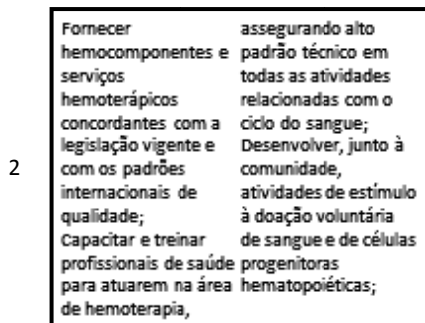 2
Fornecer
hemocomponentes e
serviços
hemoterápicos
concordantes com a
legislação vigente e
com os padrões
internacionais de
qualidade;
Capacitar e treinar
profissionais de saúde
para atuarem na área
de hemoterapia,
assegurando alto
padrão técnico em
todas as atividades
relacionadas com o
ciclo do sangue;
Desenvolver, junto à
comunidade,
atividades de estímulo
à doação voluntária
de sangue e de células
progenitoras
hematopoiéticas;